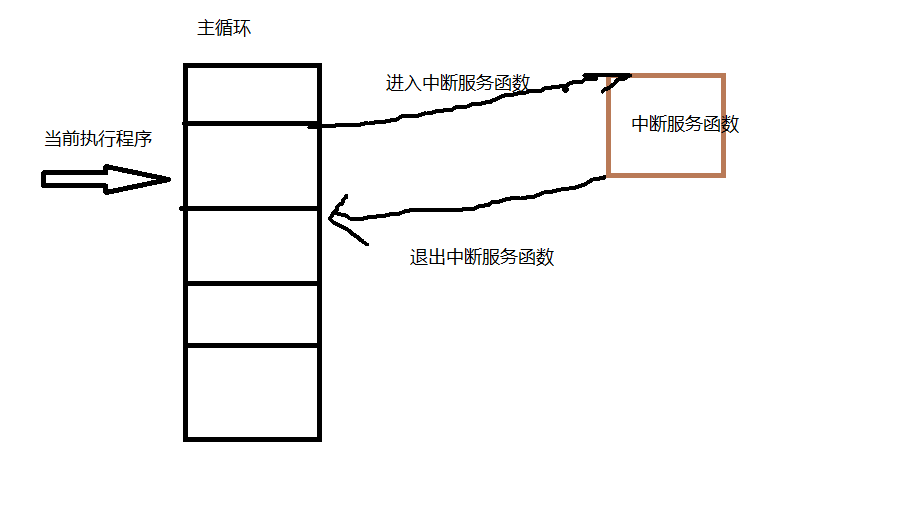 主循环
进入中断服务函数
中断服务函数
当前执行程序
退出中断服务函数